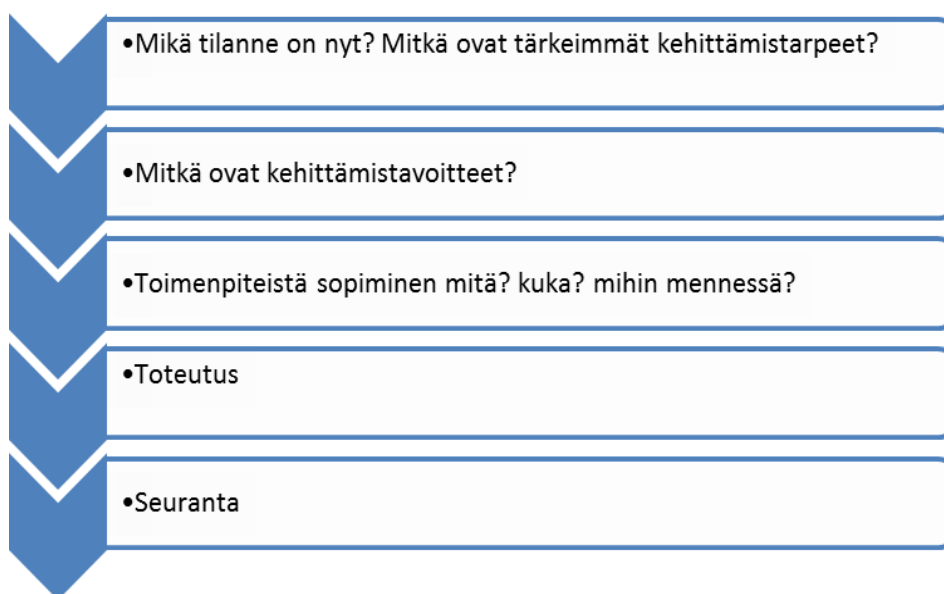 •Mikä tilanne on nyt? Mitkä ovat tärkeimmät kehittämistarpeet?
•Mitkä ovat kehittämistavoitteet?
•Toimenpiteistä sopiminen mitä? kuka? mihin mennessä?
•Toteutus
•Seuranta